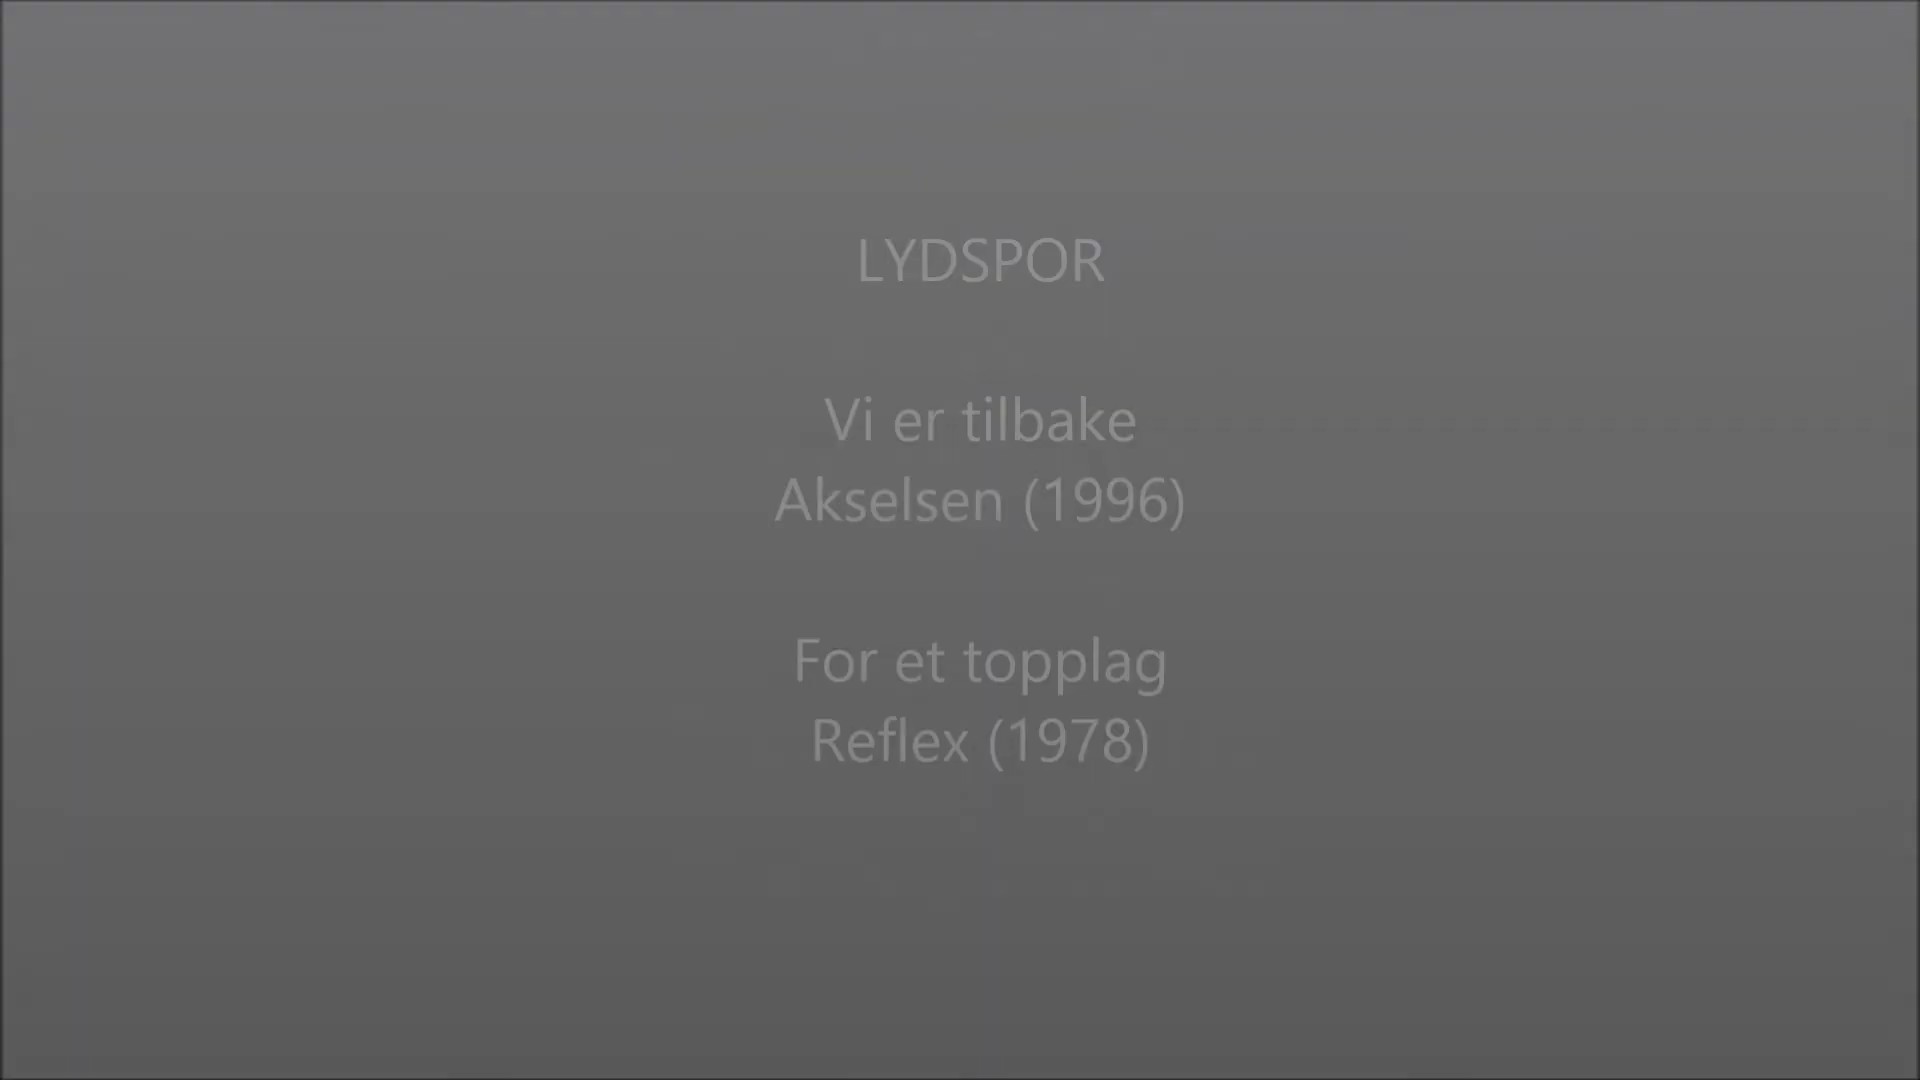 LYDSPOR
Vi er tilbake
Akselsen (1996)
For et topplag
Reflex (1978)